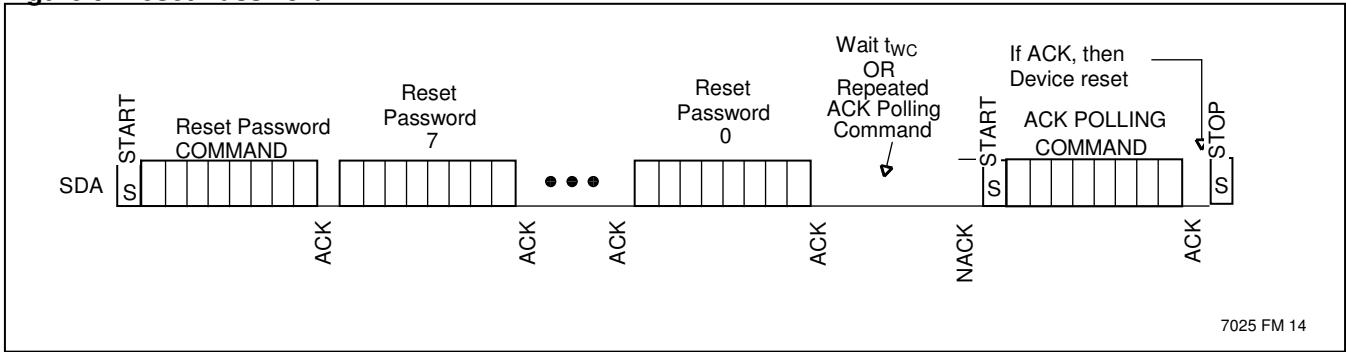 Wait tWC
OR
Repeated
ACK Polling
Command
If ACK, then
Device reset
START
Reset Password
COMMAND
Reset
Password
7
Reset
Password
0
START
ACK POLLING
COMMAND
STOP
SDA
S
S
S
ACK
ACK
ACK
ACK
NACK
ACK
7025 FM 14